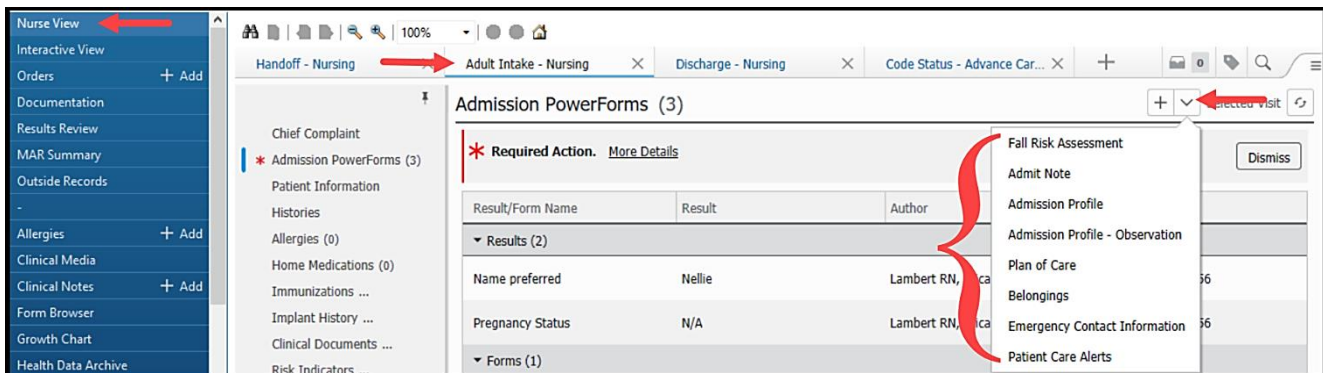 Nurse View
Interactive View
Orders + Add
Documentation
Results Review
MAR Summary
Outside Records
-
Allergies + Add
Clinical Media
Clinical Notes + Add
Form Browser
Growth Chart
Health Data Archive
100%
Handoff - Nursing
Adult Intake - Nursing
Discharge - Nursing
Code Status - Advance Car...
0
Chief Complaint
* Admission PowerForms (3)
Patient Information
Histories
Allergies (0)
Home Medications (0)
Immunizations ...
Implant History ...
Clinical Documents ...
Risk Indicators ...
Admission PowerForms (3)
Visit
* Required Action. More Details
Dismiss
Result/Form Name Result Author
Results (2)
Name preferred Nellie Lambert RN,
Pregnancy Status N/A Lambert RN,
Forms (1)
Fall Risk Assessment
Admit Note
Admission Profile
Admission Profile - Observation
Plan of Care
Belongings
Emergency Contact Information
Patient Care Alerts